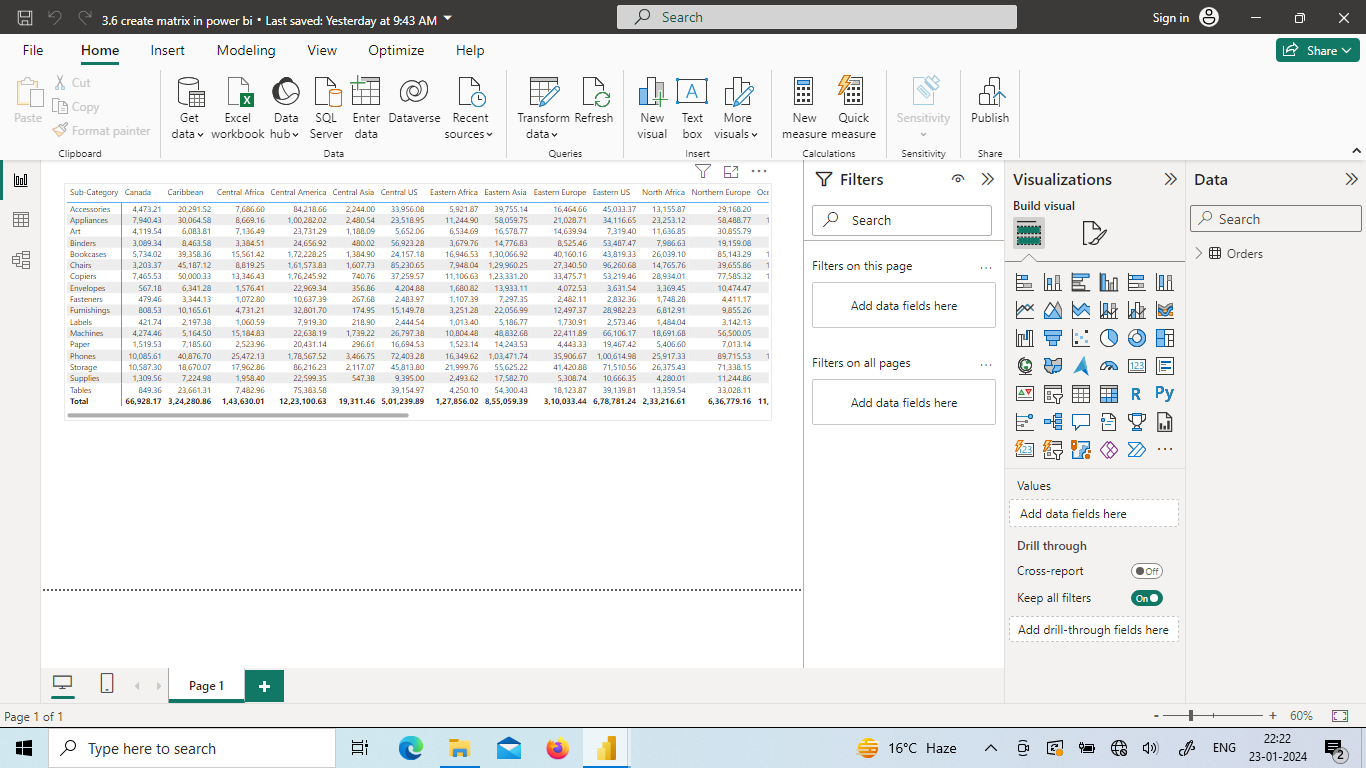 3.6 create matrix in power bi • Last saved: Yesterday at 9:43 AM
Search
Sign in
File Home Insert Modeling View Optimize Help
Share
Paste
Cut
Copy
Format painter
Clipboard
Get data
Excel workbook
Data hub
SQL Server
Enter data
Dataverse
Recent sources
Data
Transform data
Refresh
Queries
New visual
Text box
More visuals
Insert
New measure
Quick measure
Calculations
Sensitivity
Sensitivity
Publish
Share
Sub-Category Canada Caribbean Central Africa Central America Central Asia Central US Eastern Africa Eastern Asia Eastern Europe Eastern US North Africa Northern Europe
Accessories 4,473.21 20,291.52 7,686.60 84,218.66 2,244.00 33,956.08 5,921.87 39,755.14 16,464.66 45,033.37 13,155.87 29,168.20
Appliances 7,940.43 30,064.58 8,669.16 1,00,282.02 2,480.54 23,518.95 11,244.90 58,059.75 21,028.71 34,116.65 23,253.12 58,488.77
Art 4,119.54 6,083.81 7,136.49 23,731.29 1,188.09 5,652.06 6,534.69 16,578.77 14,639.94 7,319.40 11,636.85 30,855.79
Binders 3,089.34 8,463.58 3,384.51 24,656.92 480.02 56,923.28 3,679.76 14,776.83 8,525.46 53,487.47 7,986.63 19,159.08
Bookcases 5,734.02 39,358.36 15,561.42 1,72,228.25 1,384.90 24,157.18 16,946.53 1,30,066.92 40,160.16 43,819.33 26,039.10 85,143.29
Chairs 3,203.37 45,187.12 8,819.25 1,61,573.83 1,607.73 85,230.65 7,948.04 1,29,960.25 27,340.50 96,260.68 14,765.76 39,655.86
Copiers 7,465.53 50,000.33 13,346.43 1,76,245.92 740.76 37,259.57 11,106.63 1,23,331.20 33,475.71 53,219.46 28,934.01 77,585.32
Envelopes 567.18 6,341.28 1,576.41 22,969.34 356.86 4,204.88 1,680.82 13,933.11 4,072.53 3,631.54 3,369.45 10,474.47
Fasteners 479.46 3,344.13 1,072.80 10,637.39 267.68 2,483.97 1,107.39 7,297.35 2,482.11 2,832.36 1,748.28 4,411.17
Furnishings 808.53 10,165.61 4,731.21 32,801.70 174.95 15,149.78 3,251.28 22,056.99 12,497.37 28,982.23 6,812.91 9,855.26
Labels 421.74 2,197.38 1,060.59 7,919.30 218.90 2,444.54 1,013.40 5,186.77 1,730.91 2,573.46 1,484.04 3,142.13
Machines 4,274.46 5,164.50 15,184.83 22,638.19 1,739.22 26,797.38 10,804.48 48,832.68 22,411.89 66,106.17 18,691.68 56,500.05
Paper 1,519.53 7,185.60 2,523.96 20,431.14 296.61 16,694.53 1,523.14 14,243.53 4,443.33 19,467.42 5,406.60 7,013.14
Phones 10,085.61 40,876.70 25,472.13 1,78,567.52 3,466.75 72,403.28 16,349.62 1,03,471.74 35,906.67 1,00,614.98 25,917.33 89,715.53
Storage 10,587.30 18,670.07 17,962.86 86,216.23 2,117.07 45,813.80 21,999.76 55,625.22 41,420.88 71,510.56 26,375.43 71,338.15
Supplies 1,309.56 7,224.98 1,958.40 22,599.35 547.38 9,395.00 2,493.62 17,582.70 5,308.74 10,666.35 4,280.01 11,244.86
Tables 849.36 23,661.31 7,482.96 75,383.58 39,154.97 4,250.10 54,300.43 18,123.87 39,139.81 13,359.54 33,028.11
Total 66,928.17 3,24,280.86 1,43,630.01 12,23,100.63 19,311.46 5,01,239.89 1,27,856.02 8,55,059.39 3,10,033.44 6,78,781.24 2,33,216.61 6,36,779.16 11,
Filters
Search
Filters on this page
Add data fields here
Filters on all pages
Add data fields here
Visualizations
Build visual
123
R
Py
123
Values
Add data fields here
Drill through
Cross-report Off
Keep all filters On
Add drill-through fields here
Data
Search
Orders
Page 1
Page 1 of 1
- + 60%
Type here to search
16°C Haze
ENG
22:22
23-01-2024
2